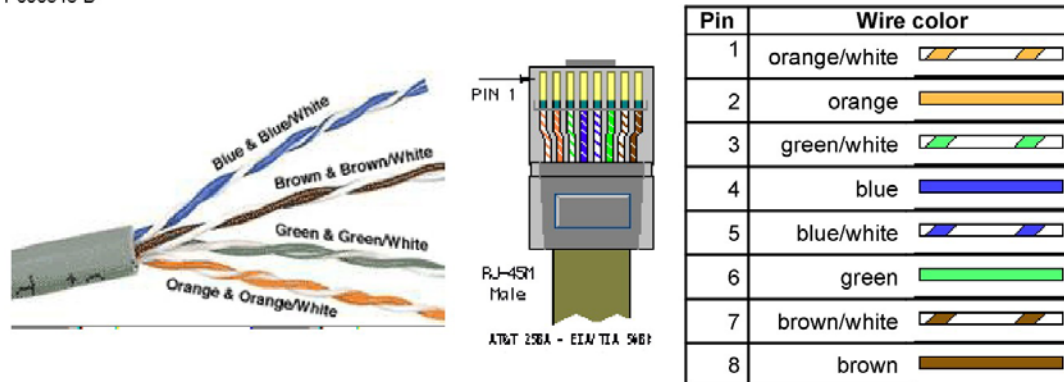 Blue & Blue/White
Brown & Brown/White
Green & Green/White
Orange & Orange/White
PIN 1
RJ-45M
Male
AT&T 258A - EIA/TIA
Pin Wire color
1 orange/white
2 orange
3 green/white
4 blue
5 blue/white
6 green
7 brown/white
8 brown